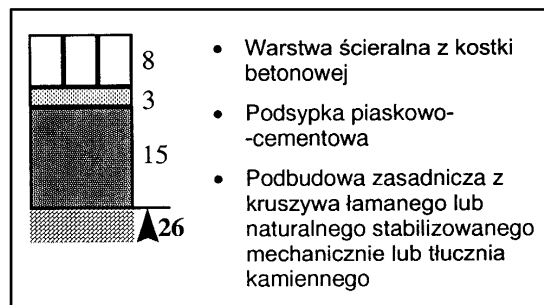 8
3
15
26
• Warstwa ścieralna z kostki
betonowej
• Podsypka piaskowo-
-cementowa
• Podbudowa zasadnicza z
kruszywa łamanego lub
naturalnego stabilizowanego
mechanicznie lub tłucznia
kamiennego